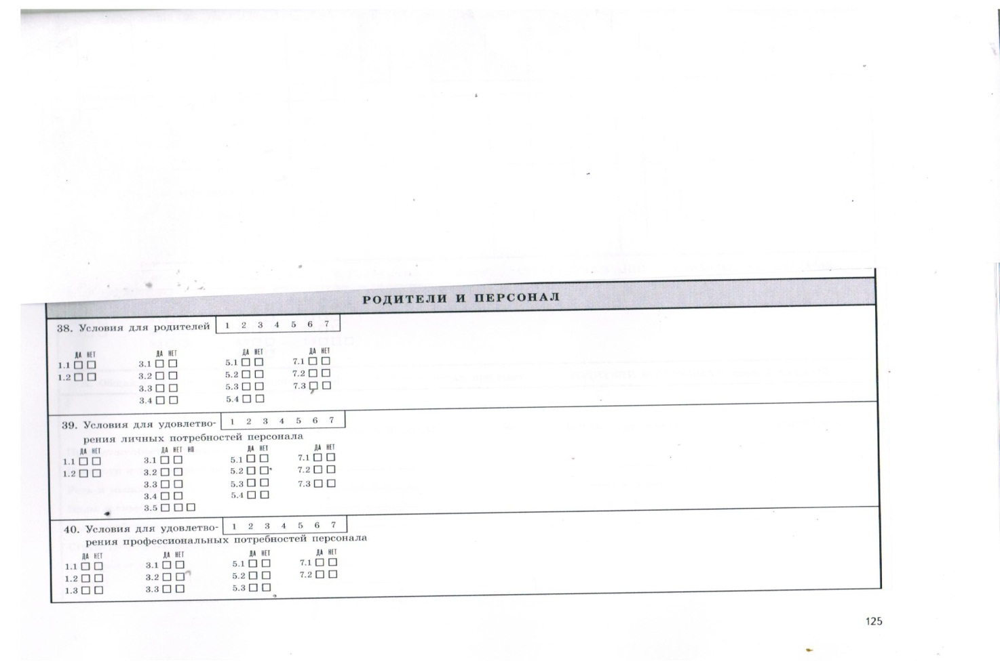 РОДИТЕЛИ И ПЕРСОНАЛ
38. Условия для родителей 1 2 3 4 5 6 7
ДА НЕТ ДА НЕТ ДА НЕТ ДА НЕТ
1.1 □ □ 3.1 □ □ 5.1 □ □ 7.1 □ □
1.2 □ □ 3.2 □ □ 5.2 □ □ 7.2 □ □
3.3 □ □ 5.3 □ □ 7.3 □ □
3.4 □ □ 5.4 □ □
39. Условия для удовлетво- 1 2 3 4 5 6 7
рения личных потребностей персонала
ДА НЕТ ДА НЕТ НП ДА НЕТ ДА НЕТ
1.1 □ □ 3.1 □ □ 5.1 □ □ 7.1 □ □
1.2 □ □ 3.2 □ □ 5.2 □ □ 7.2 □ □
3.3 □ □ 5.3 □ □ 7.3 □ □
3.4 □ □ 5.4 □ □
3.5 □ □ □
40. Условия для удовлетво- 1 2 3 4 5 6 7
рения профессиональных потребностей персонала
ДА НЕТ ДА НЕТ ДА НЕТ ДА НЕТ
1.1 □ □ 3.1 □ □ 5.1 □ □ 7.1 □ □
1.2 □ □ 3.2 □ □ 5.2 □ □ 7.2 □ □
1.3 □ □ 3.3 □ □ 5.3 □ □
125